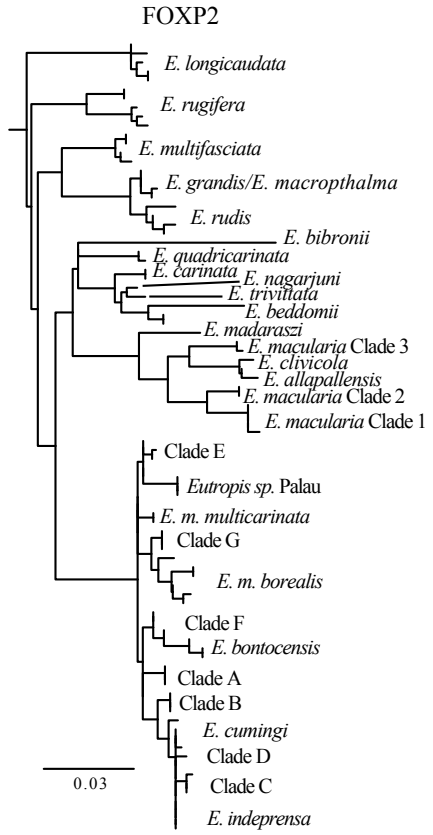 FOXP2
E. longicaudata
E. rugifera
E. multifasciata
E. grandis/E. macropthalma
E. rudis
E. bibronii
E. quadricarinata
E. carinata
E. nagarjuni
E. trivittata
E. beddomii
E. madaraszi
E. macularia Clade 3
E. clivicola
E. allapallensis
E. macularia Clade 2
E. macularia Clade 1
Clade E
Eutropis sp. Palau
E. m. multicarinata
Clade G
E. m. borealis
Clade F
E. bontocensis
Clade A
Clade B
E. cumingi
Clade D
0.03
Clade C
E. indeprensa